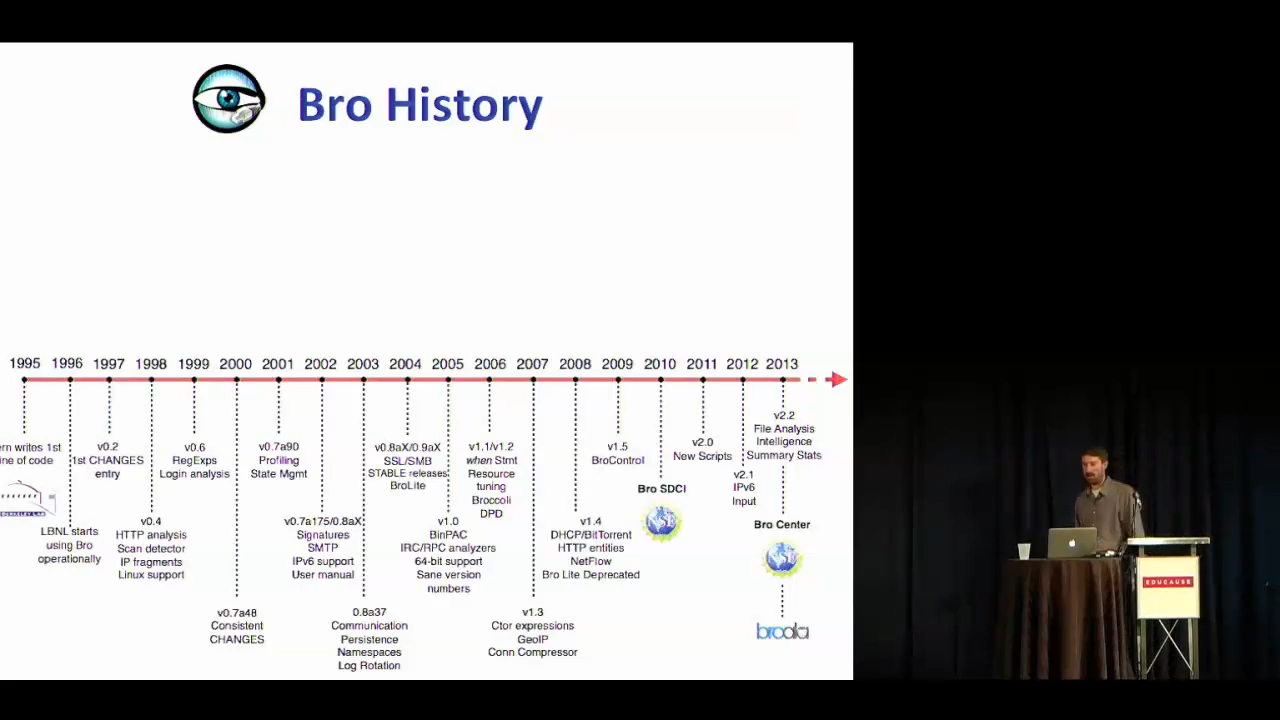 Bro History
1995 1996 1997 1998 1999 2000 2001 2002 2003 2004 2005 2006 2007 2008 2009 2010 2011 2012 2013
ern writes 1st
ine of code
LBNL starts
using Bro
operationally
v0.2
1st CHANGES
entry
v0.4
HTTP analysis
Scan detector
IP fragments
Linux support
v0.6
RegExps
Login analysis
v0.7a48
Consistent
CHANGES
v0.7a90
Profiling
State Mgmt
v0.7a175/0.8aX
Signatures
SMTP
IPv6 support
User manual
0.8a37
Communication
Persistence
Namespaces
Log Rotation
v0.8aX/0.9aX
SSL/SMB
STABLE releases
BroLite
v1.0
BinPAC
IRC/RPC analyzers
64-bit support
Sane version
numbers
v1.1/v1.2
when Stmt
Resource
tuning
Broccoli
DPD
v1.3
Ctor expressions
GeoIP
Conn Compressor
v1.4
DHCP/BitTorrent
HTTP entities
NetFlow
Bro Lite Deprecated
v1.5
BroControl
Bro SDCI
v2.0
New Scripts
v2.1
IPv6
Input
v2.2
File Analysis
Intelligence
Summary Stats
Bro Center
broala
EDUCAUSE